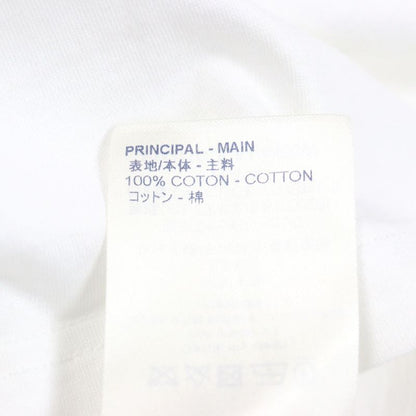 PRINCIPAL - MAIN
表地/本体 - 主料
100% COTON - COTTON
コットン - 棉